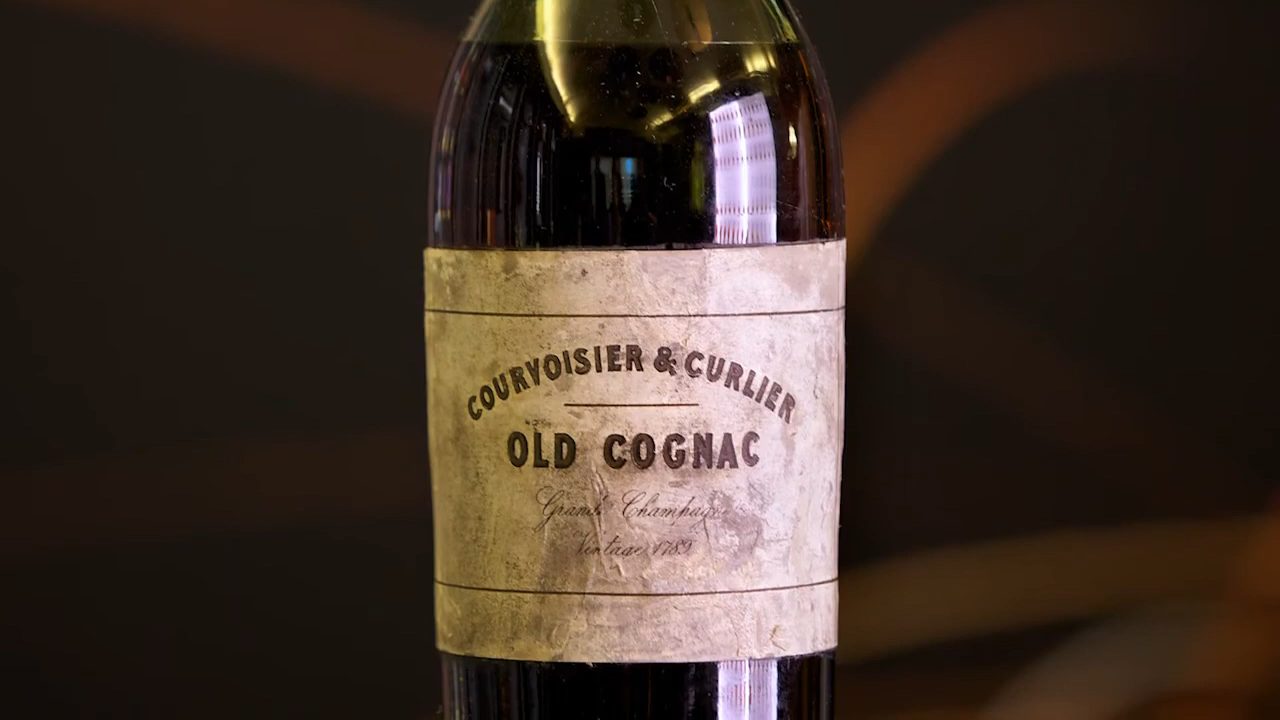 COURVOISIER & CURLIER
OLD COGNAC
Grande Champagne
Vintage 1789